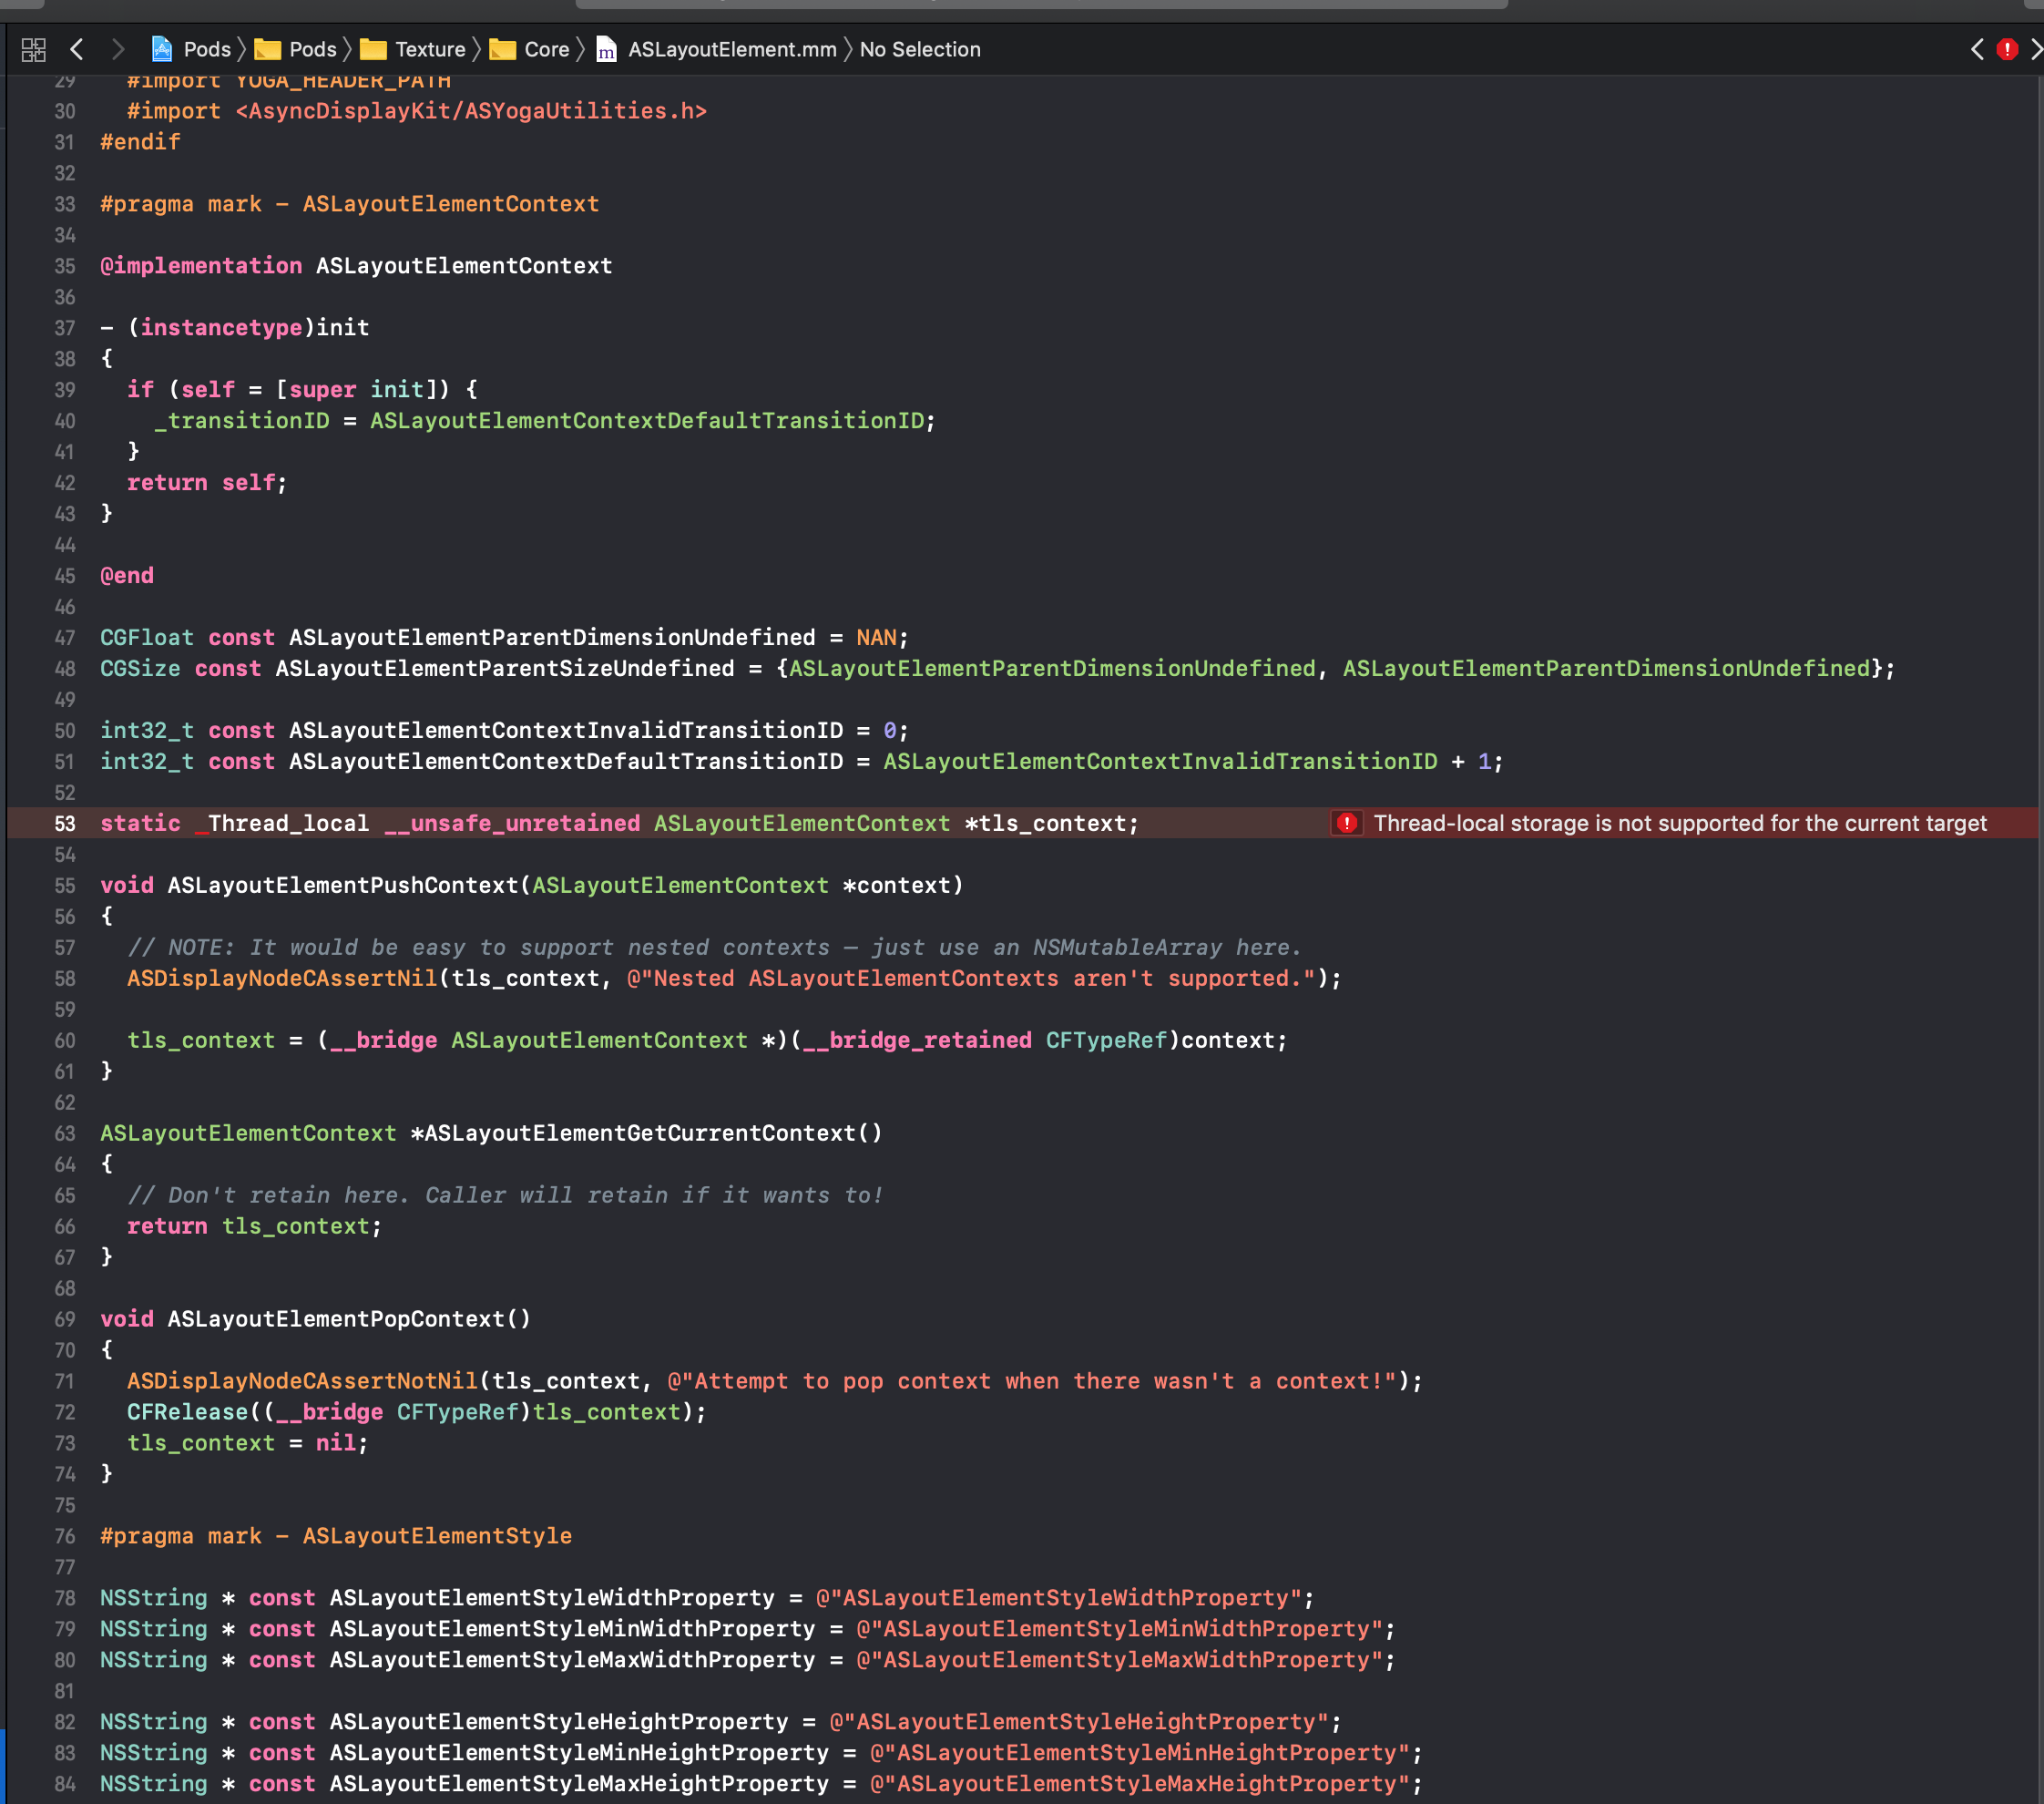 Pods Pods Texture Core ASLayoutElement.mm No Selection
29 #import YOGA_HEADER_PATH
30 #import <AsyncDisplayKit/ASYogaUtilities.h>
31 #endif
32
33 #pragma mark – ASLayoutElementContext
34
35 @implementation ASLayoutElementContext
36
37 – (instancetype)init
38 {
39 if (self = [super init]) {
40 _transitionID = ASLayoutElementContextDefaultTransitionID;
41 }
42 return self;
43 }
44
45 @end
46
47 CGFloat const ASLayoutElementParentDimensionUndefined = NAN;
48 CGSize const ASLayoutElementParentSizeUndefined = {ASLayoutElementParentDimensionUndefined, ASLayoutElementParentDimensionUndefined};
49
50 int32_t const ASLayoutElementContextInvalidTransitionID = 0;
51 int32_t const ASLayoutElementContextDefaultTransitionID = ASLayoutElementContextInvalidTransitionID + 1;
52
53 static _Thread_local __unsafe_unretained ASLayoutElementContext *tls_context; Thread-local storage is not supported for the current target
54
55 void ASLayoutElementPushContext(ASLayoutElementContext *context)
56 {
57 // NOTE: It would be easy to support nested contexts – just use an NSMutableArray here.
58 ASDisplayNodeCAssertNil(tls_context, @"Nested ASLayoutElementContexts aren't supported.");
59
60 tls_context = (__bridge ASLayoutElementContext *)(__bridge_retained CFTypeRef)context;
61 }
62
63 ASLayoutElementContext *ASLayoutElementGetCurrentContext()
64 {
65 // Don't retain here. Caller will retain if it wants to!
66 return tls_context;
67 }
68
69 void ASLayoutElementPopContext()
70 {
71 ASDisplayNodeCAssertNotNil(tls_context, @"Attempt to pop context when there wasn't a context!");
72 CFRelease((__bridge CFTypeRef)tls_context);
73 tls_context = nil;
74 }
75
76 #pragma mark – ASLayoutElementStyle
77
78 NSString * const ASLayoutElementStyleWidthProperty = @"ASLayoutElementStyleWidthProperty";
79 NSString * const ASLayoutElementStyleMinWidthProperty = @"ASLayoutElementStyleMinWidthProperty";
80 NSString * const ASLayoutElementStyleMaxWidthProperty = @"ASLayoutElementStyleMaxWidthProperty";
81
82 NSString * const ASLayoutElementStyleHeightProperty = @"ASLayoutElementStyleHeightProperty";
83 NSString * const ASLayoutElementStyleMinHeightProperty = @"ASLayoutElementStyleMinHeightProperty";
84 NSString * const ASLayoutElementStyleMaxHeightProperty = @"ASLayoutElementStyleMaxHeightProperty";